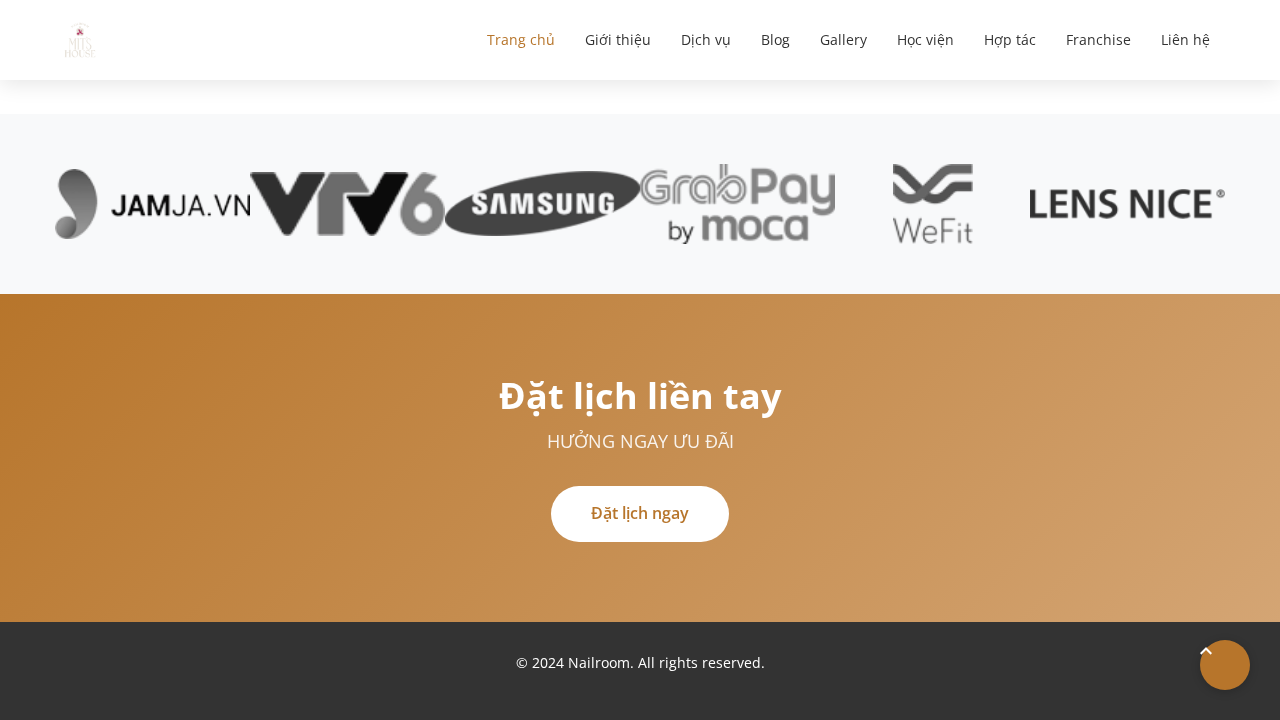 MIT'S
HOUSE
Trang chủ
Giới thiệu
Dịch vụ
Blog
Gallery
Học viện
Hợp tác
Franchise
Liên hệ
JAMJA.VN
VTV6
SAMSUNG
GrabPay
by moca
WeFit
LENS NICE®
Đặt lịch liền tay
HƯỞNG NGAY ƯU ĐÃI
Đặt lịch ngay
© 2024 Nailroom. All rights reserved.